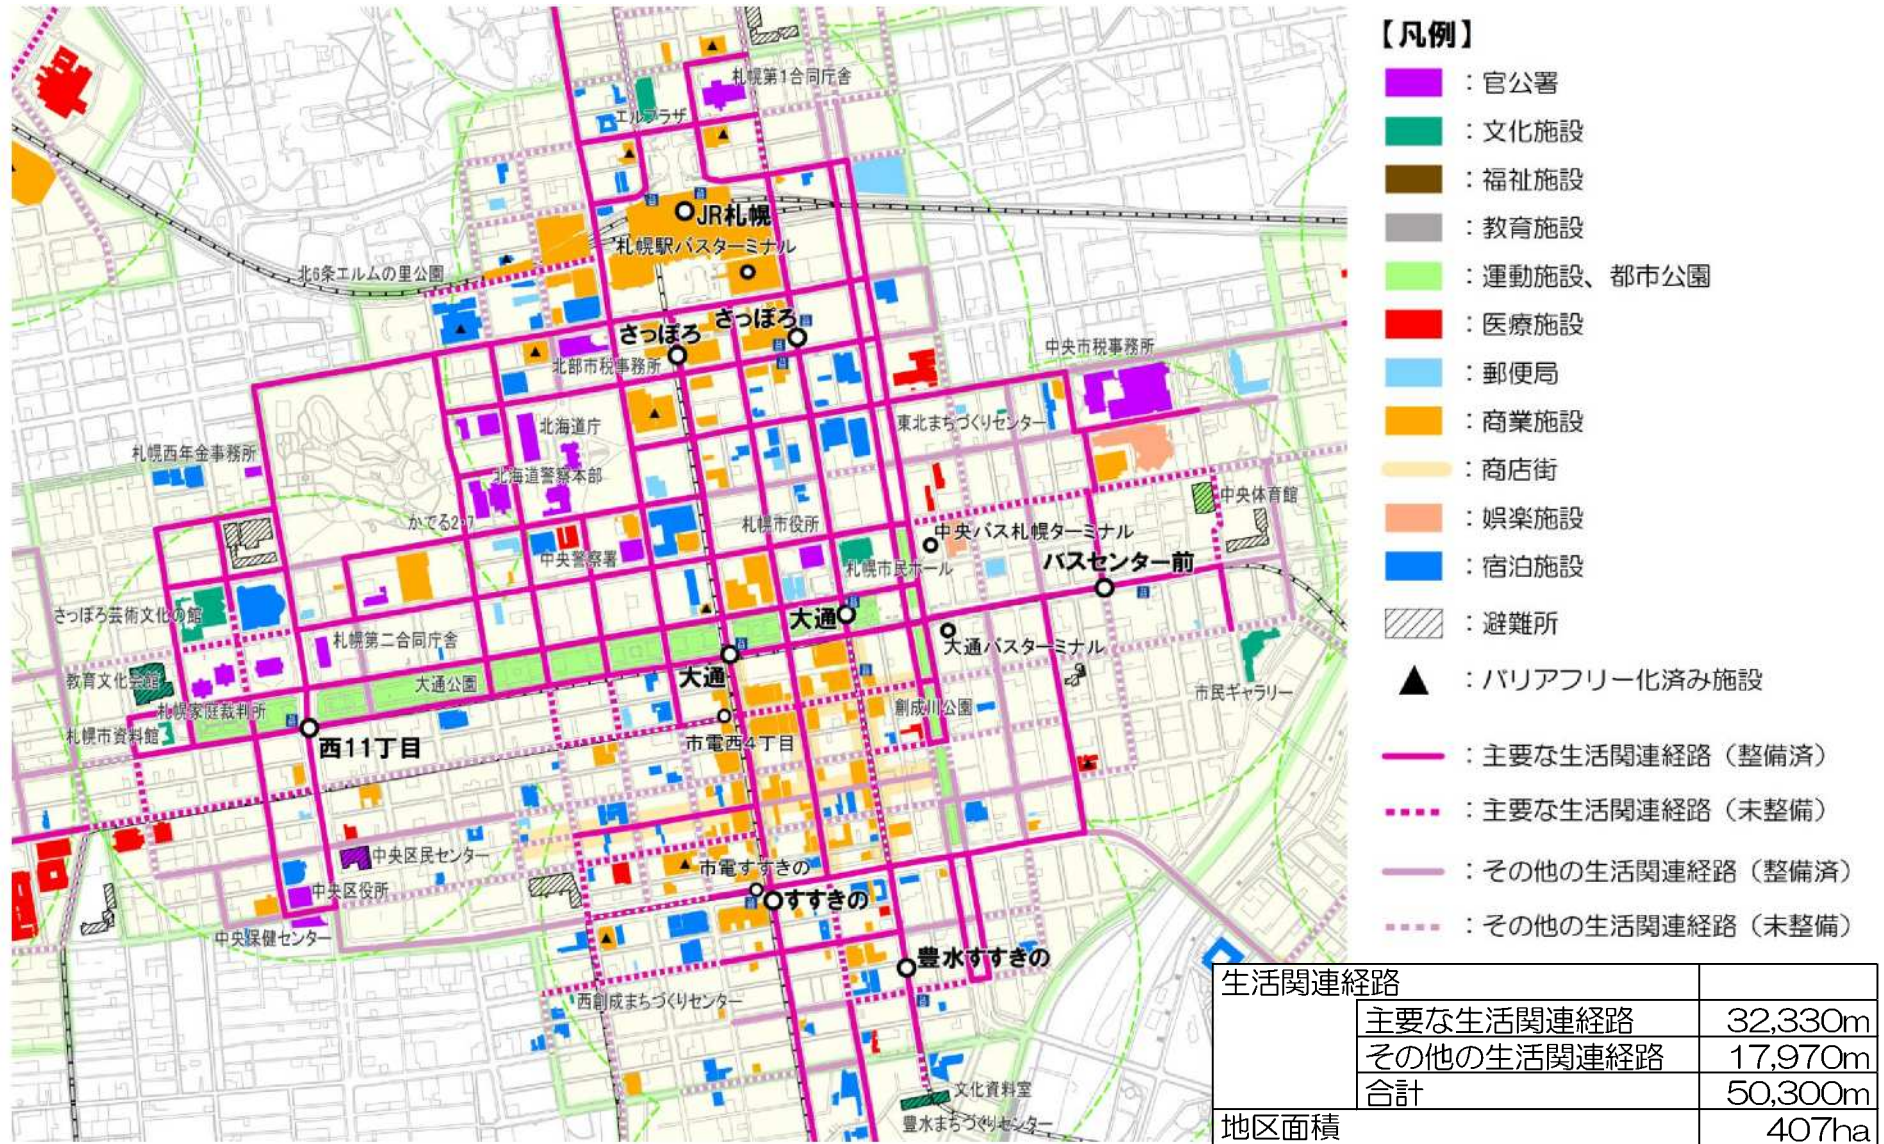 札幌第1合同庁舎
エルプラザ
JR札幌
札幌駅バスターミナル
北6条エルムの里公園
さっぽろ
さっぽろ
北部市税事務所
中央市税事務所
北海道庁
東北まちづくりセンター
札幌西年金事務所
北海道警察本部
中央体育館
かでる2・7
札幌市役所
中央バス札幌ターミナル
中央警察署
札幌市民ホール
バスセンター前
さっぽろ芸術文化の館
大通
札幌第二合同庁舎
大通バスターミナル
教育文化会館
大通公園
大通
市民ギャラリー
札幌家庭裁判所
創成川公園
札幌市資料館
西11丁目
市電西4丁目
中央区民センター
市電すすきの
中央区役所
すすきの
中央保健センター
豊水すすきの
西創成まちづくりセンター
文化資料室
豊水まちづくりセンター
【凡例】
：官公署
：文化施設
：福祉施設
：教育施設
：運動施設、都市公園
：医療施設
：郵便局
：商業施設
：商店街
：娯楽施設
：宿泊施設
：避難所
：バリアフリー化済み施設
：主要な生活関連経路（整備済）
：主要な生活関連経路（未整備）
：その他の生活関連経路（整備済）
：その他の生活関連経路（未整備）
生活関連経路
主要な生活関連経路 32,330m
その他の生活関連経路 17,970m
合計 50,300m
地区面積 407ha